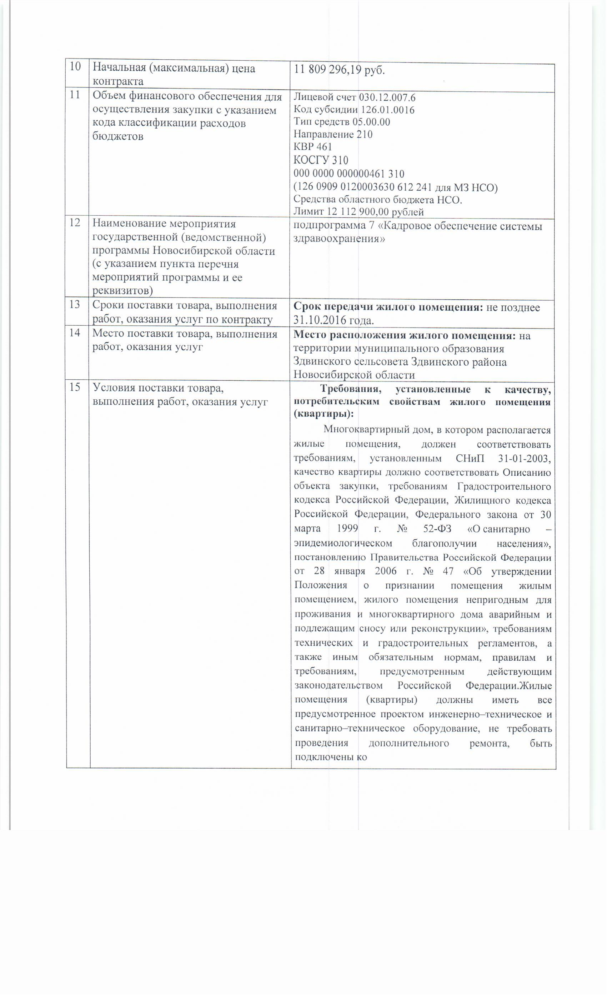 10
Начальная (максимальная) цена
контракта
11 809 296,19 руб.
11
Объем финансового обеспечения для
осуществления закупки с указанием
кода классификации расходов
бюджетов
Лицевой счет 030.12.007.6
Код субсидии 126.01.0016
Тип средств 05.00.00
Направление 210
КВР 461
КОСГУ 310
000 0000 000000461 310
(126 0909 0120003630 612 241 для МЗ НСО)
Средства областного бюджета НСО.
Лимит 12 112 900,00 рублей
12
Наименование мероприятия
государственной (ведомственной)
программы Новосибирской области
(с указанием пункта перечня
мероприятий программы и ее
реквизитов)
подпрограмма 7 «Кадровое обеспечение системы
здравоохранения»
13
Сроки поставки товара, выполнения
работ, оказания услуг по контракту
Срок передачи жилого помещения: не позднее
31.10.2016 года.
14
Место поставки товара, выполнения
работ, оказания услуг
Место расположения жилого помещения: на
территории муниципального образования
Здвинского сельсовета Здвинского района
Новосибирской области
15
Условия поставки товара,
выполнения работ, оказания услуг
Требования, установленные к качеству,
потребительским свойствам жилого помещения
(квартиры):
Многоквартирный дом, в котором располагается
жилые помещения, должен соответствовать
требованиям, установленным СНиП 31-01-2003,
качество квартиры должно соответствовать Описанию
объекта закупки, требованиям Градостроительного
кодекса Российской Федерации, Жилищного кодекса
Российской Федерации, Федерального закона от 30
марта 1999 г. № 52-ФЗ «О санитарно –
эпидемиологическом благополучии населения»,
постановлению Правительства Российской Федерации
от 28 января 2006 г. № 47 «Об утверждении
Положения о признании помещения жилым
помещением, жилого помещения непригодным для
проживания и многоквартирного дома аварийным и
подлежащим сносу или реконструкции», требованиям
технических и градостроительных регламентов, а
также иным обязательным нормам, правилам и
требованиям, предусмотренным действующим
законодательством Российской Федерации.Жилые
помещения (квартиры) должны иметь все
предусмотренное проектом инженерно–техническое и
санитарно–техническое оборудование, не требовать
проведения дополнительного ремонта, быть
подключены ко